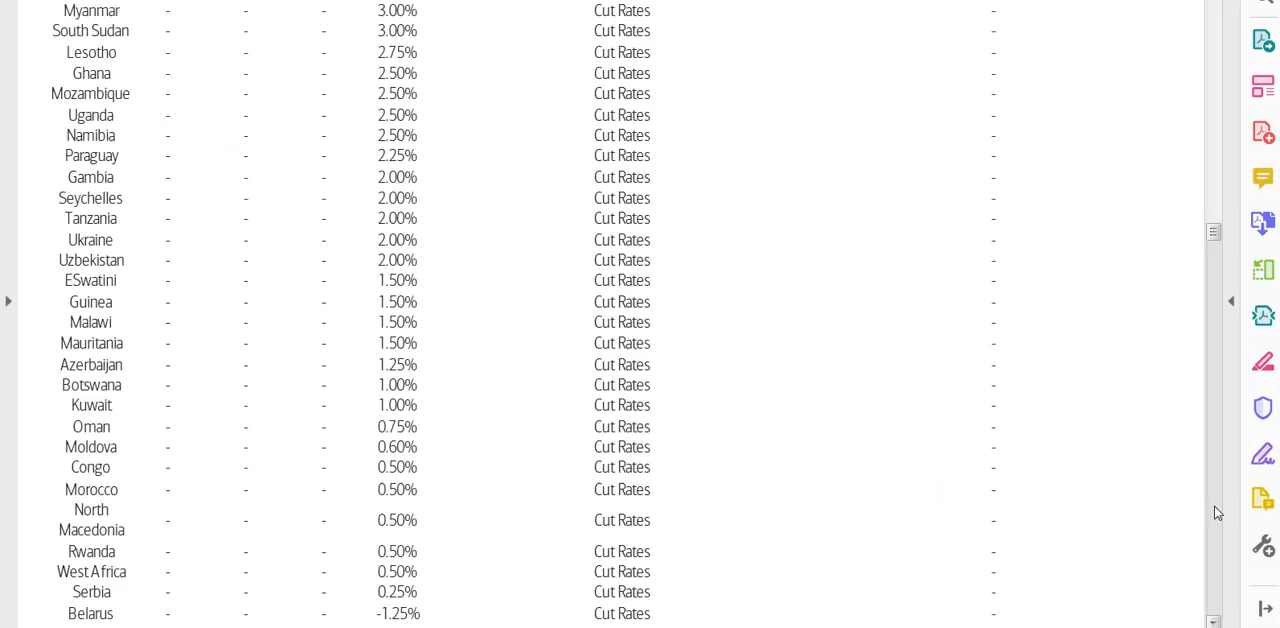 Myanmar - - - 3.00% Cut Rates -
South Sudan - - - 3.00% Cut Rates -
Lesotho - - - 2.75% Cut Rates -
Ghana - - - 2.50% Cut Rates -
Mozambique - - - 2.50% Cut Rates -
Uganda - - - 2.50% Cut Rates -
Namibia - - - 2.50% Cut Rates -
Paraguay - - - 2.25% Cut Rates -
Gambia - - - 2.00% Cut Rates -
Seychelles - - - 2.00% Cut Rates -
Tanzania - - - 2.00% Cut Rates -
Ukraine - - - 2.00% Cut Rates -
Uzbekistan - - - 2.00% Cut Rates -
ESwatini - - - 1.50% Cut Rates -
Guinea - - - 1.50% Cut Rates -
Malawi - - - 1.50% Cut Rates -
Mauritania - - - 1.50% Cut Rates -
Azerbaijan - - - 1.25% Cut Rates -
Botswana - - - 1.00% Cut Rates -
Kuwait - - - 1.00% Cut Rates -
Oman - - - 0.75% Cut Rates -
Moldova - - - 0.60% Cut Rates -
Congo - - - 0.50% Cut Rates -
Morocco - - - 0.50% Cut Rates -
North
Macedonia - - - 0.50% Cut Rates -
Rwanda - - - 0.50% Cut Rates -
West Africa - - - 0.50% Cut Rates -
Serbia - - - 0.25% Cut Rates -
Belarus - - - -1.25% Cut Rates -